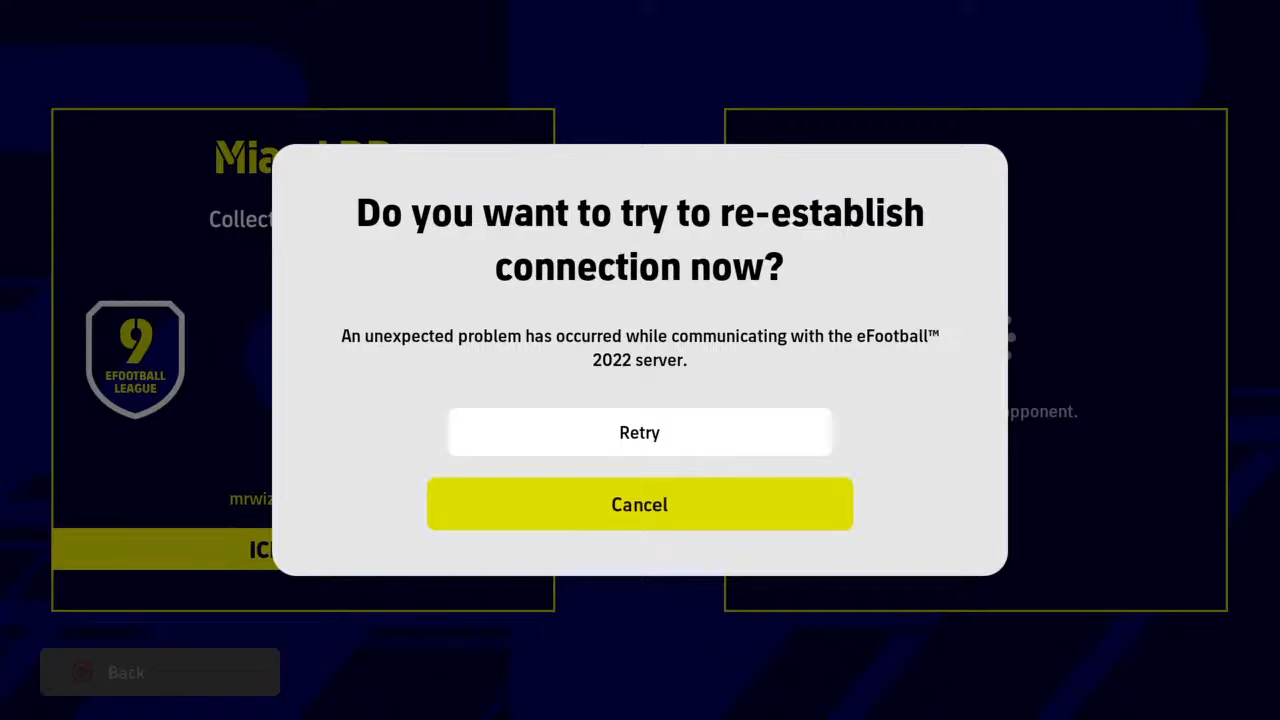 Do you want to try to re-establish
connection now?
An unexpected problem has occurred while communicating with the eFootball™
2022 server.
Retry
Cancel
9
EFOOTBALL
LEAGUE
Back